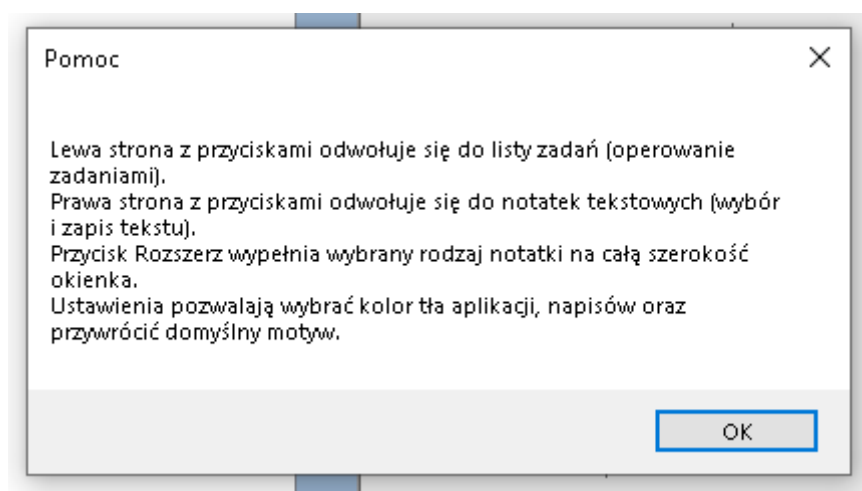 Pomoc
Lewa strona z przyciskami odwołuje się do listy zadań (operowanie
zadaniami).
Prawa strona z przyciskami odwołuje się do notatek tekstowych (wybór
i zapis tekstu).
Przycisk Rozszerz wypełnia wybrany rodzaj notatki na całą szerokość
okienka.
Ustawienia pozwalają wybrać kolor tła aplikacji, napisów oraz
przywrócić domyślny motyw.
OK